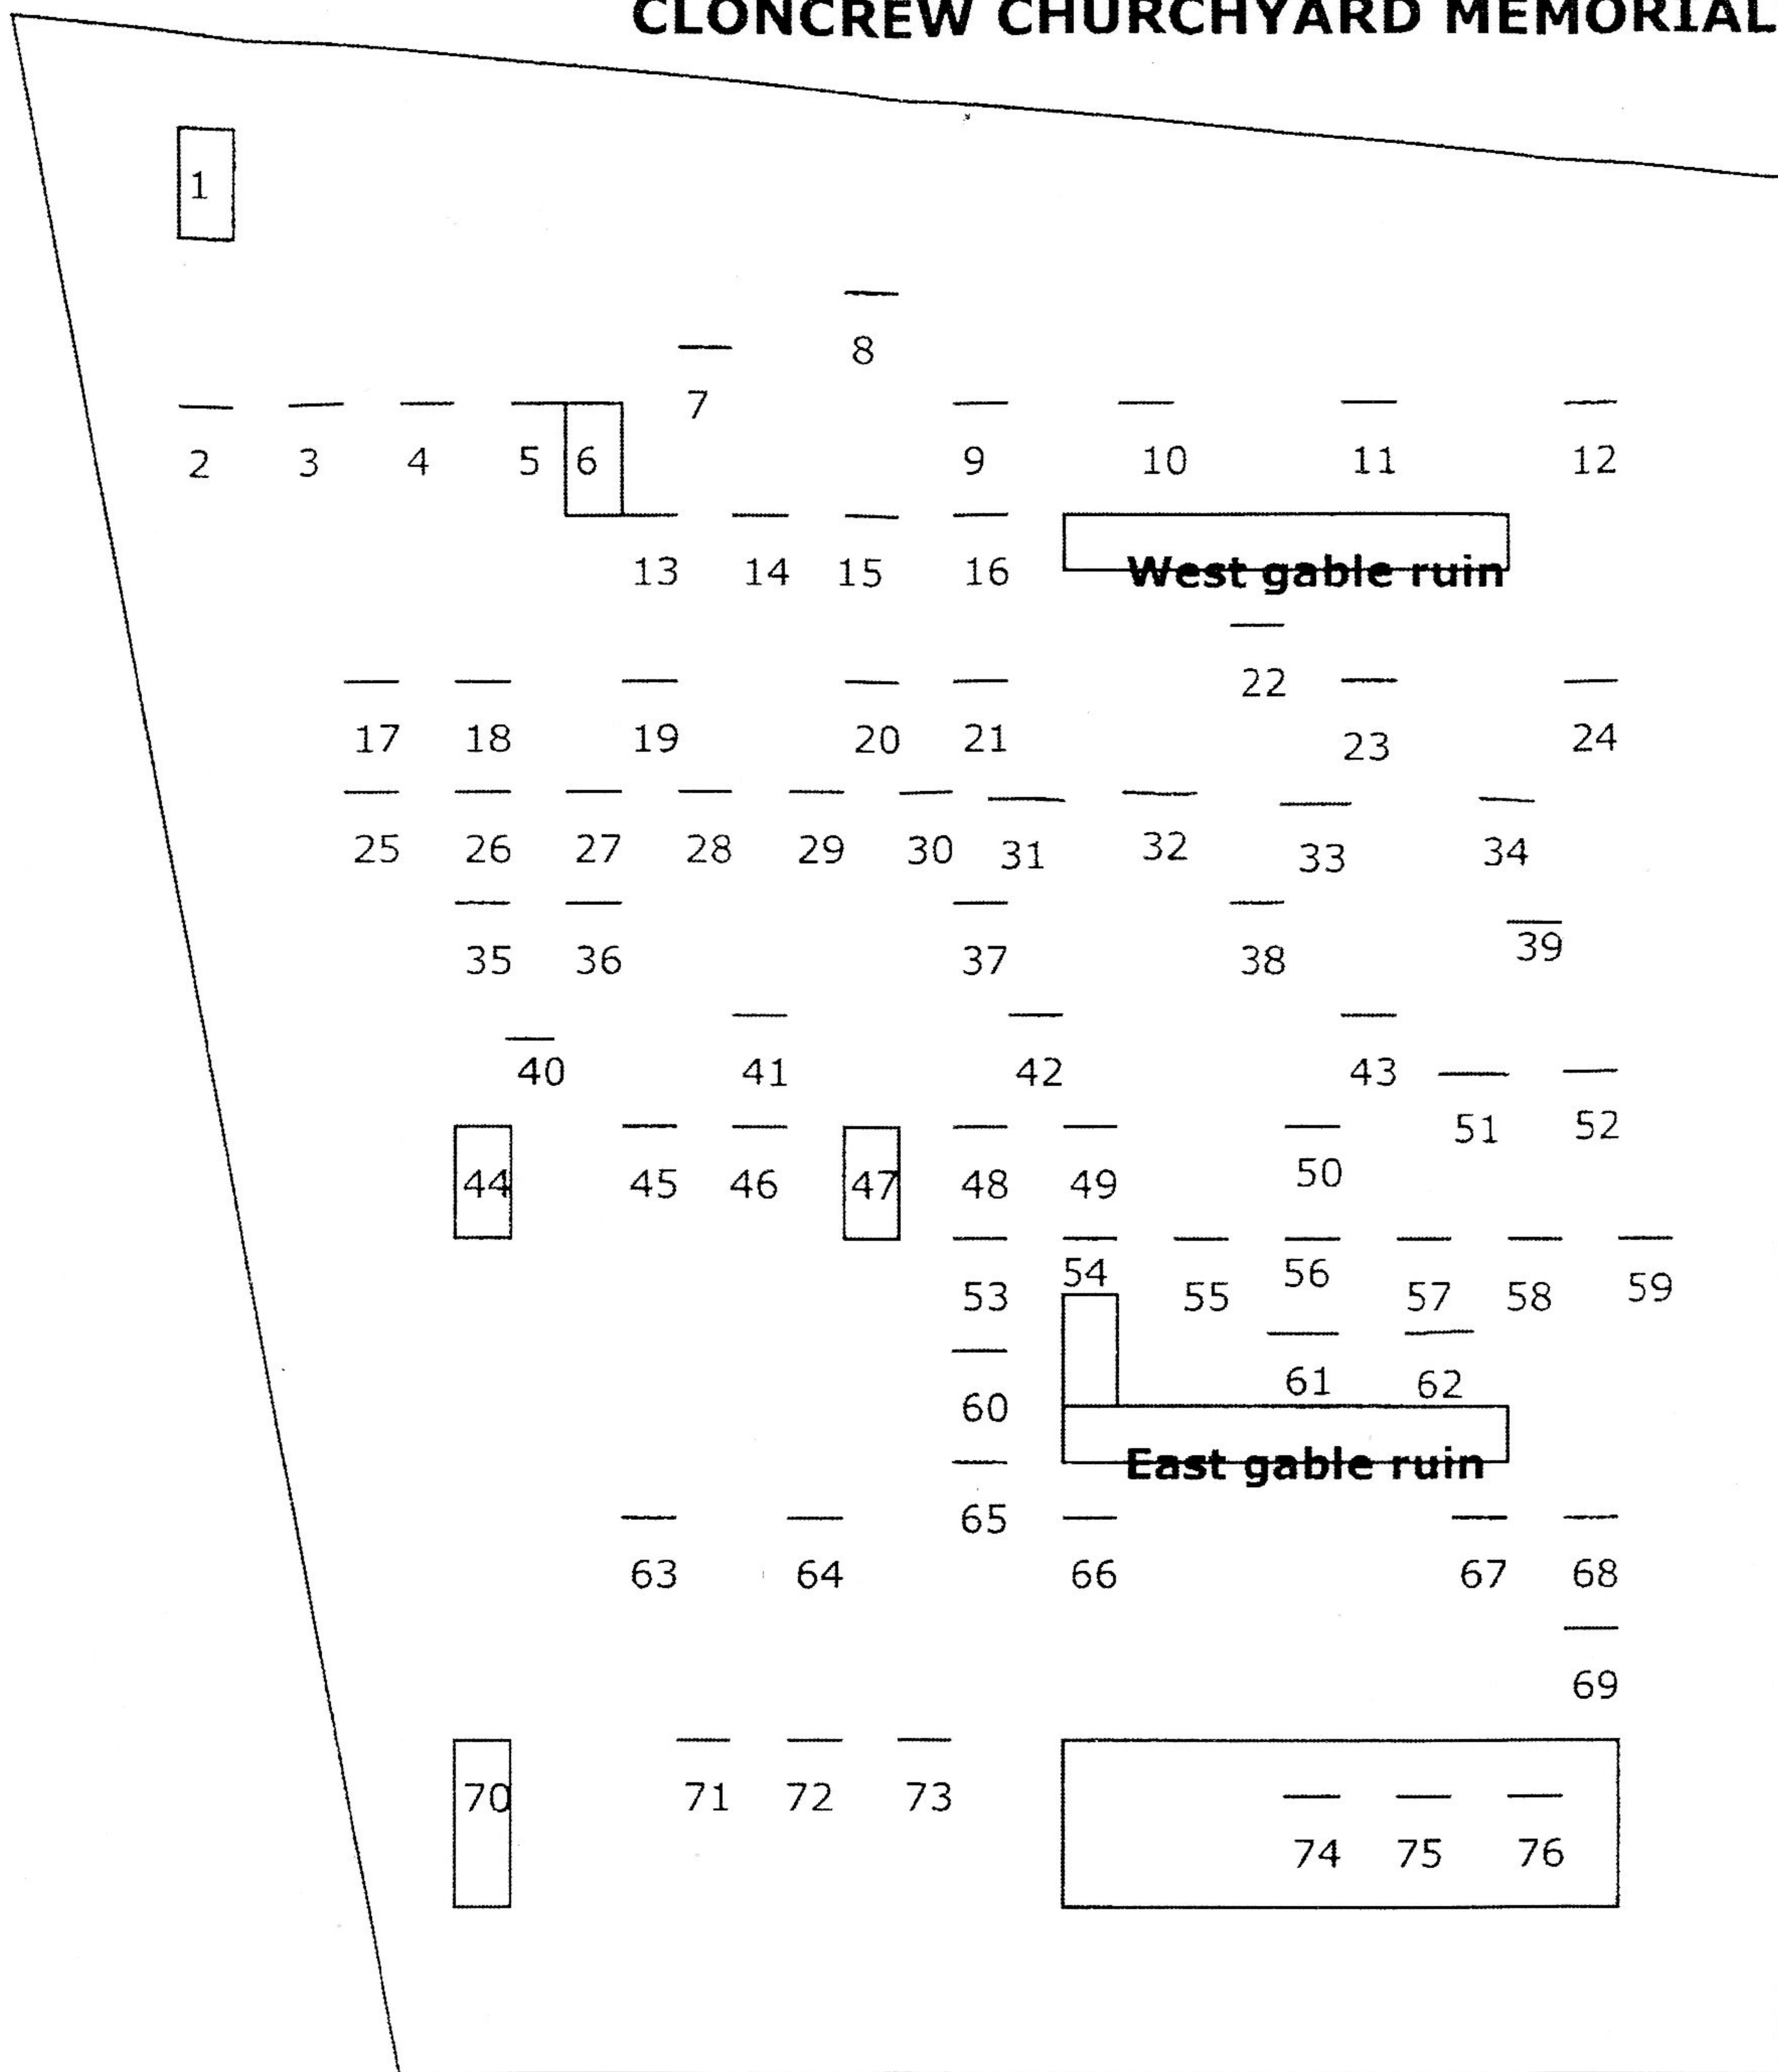 CLONCREW CHURCHYARD MEMORIAL
1
8
7
2 3 4 5 6 9 10 11 12
13 14 15 16 West gable ruin
22
17 18 19 20 21 23 24
25 26 27 28 29 30 31 32 33 34
35 36 37 38 39
40 41 42 43
51 52
44 45 46 47 48 49 50
54 56
53 55 57 58 59
61 62
60
East gable ruin
65
63 64 66 67 68
69
70 71 72 73
74 75 76